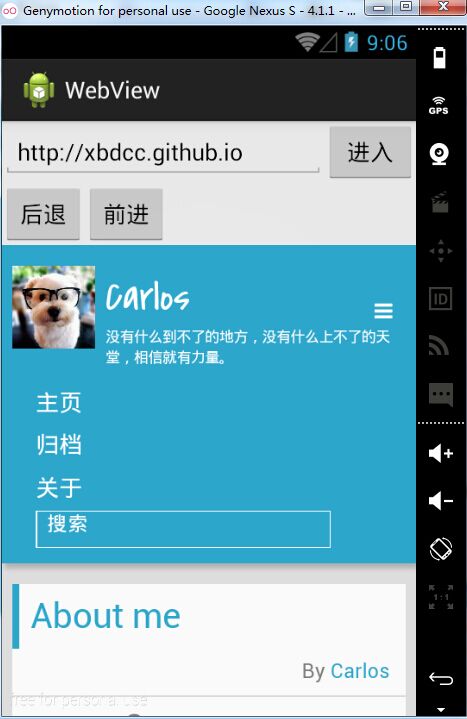 Genymotion for personal use - Google Nexus S - 4.1.1 - ...
9:06
WebView
http://xbdcc.github.io
进入
后退
前进
GPS
Carlos
没有什么到不了的地方，没有什么上不了的天
堂，相信就有力量。
ID
主页
归档
关于
搜索
1:1
About me
By Carlos
free for personal use